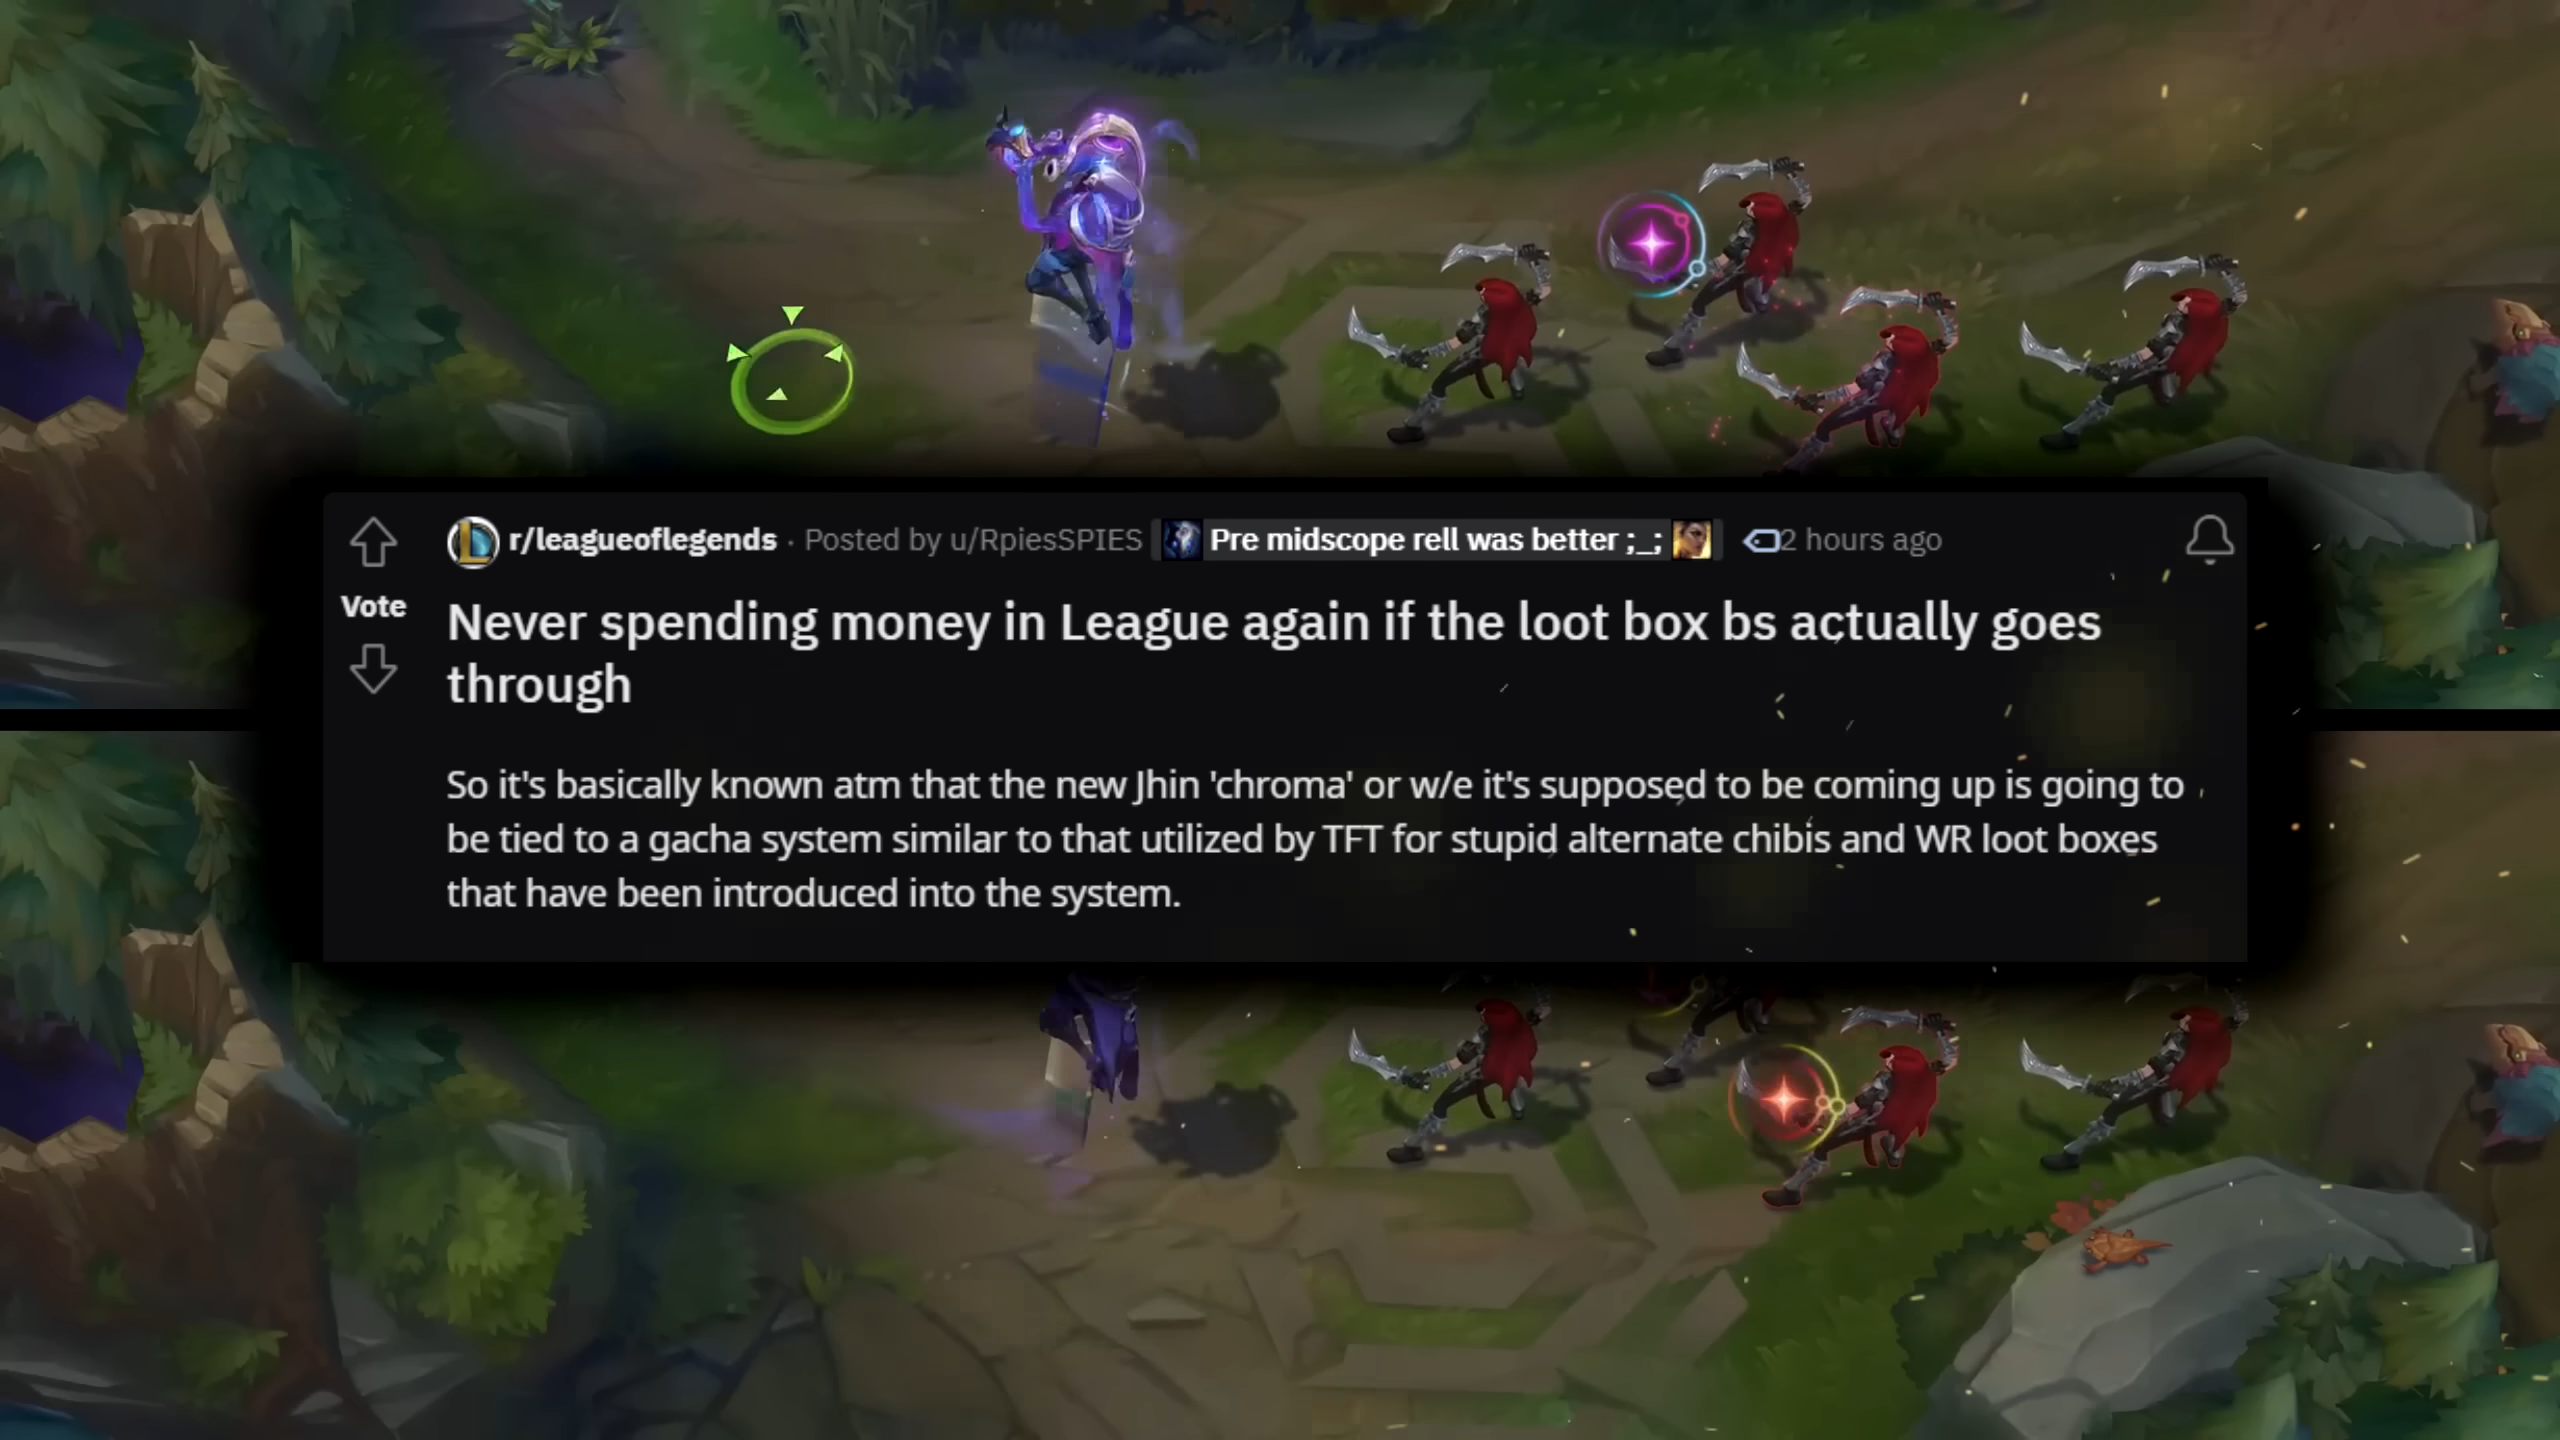 r/leagueoflegends · Posted by u/RpiesSPIES Pre midscope rell was better ;_; 2 hours ago
Vote
Never spending money in League again if the loot box bs actually goes
through
So it's basically known atm that the new Jhin 'chroma' or w/e it's supposed to be coming up is going to
be tied to a gacha system similar to that utilized by TFT for stupid alternate chibis and WR loot boxes
that have been introduced into the system.